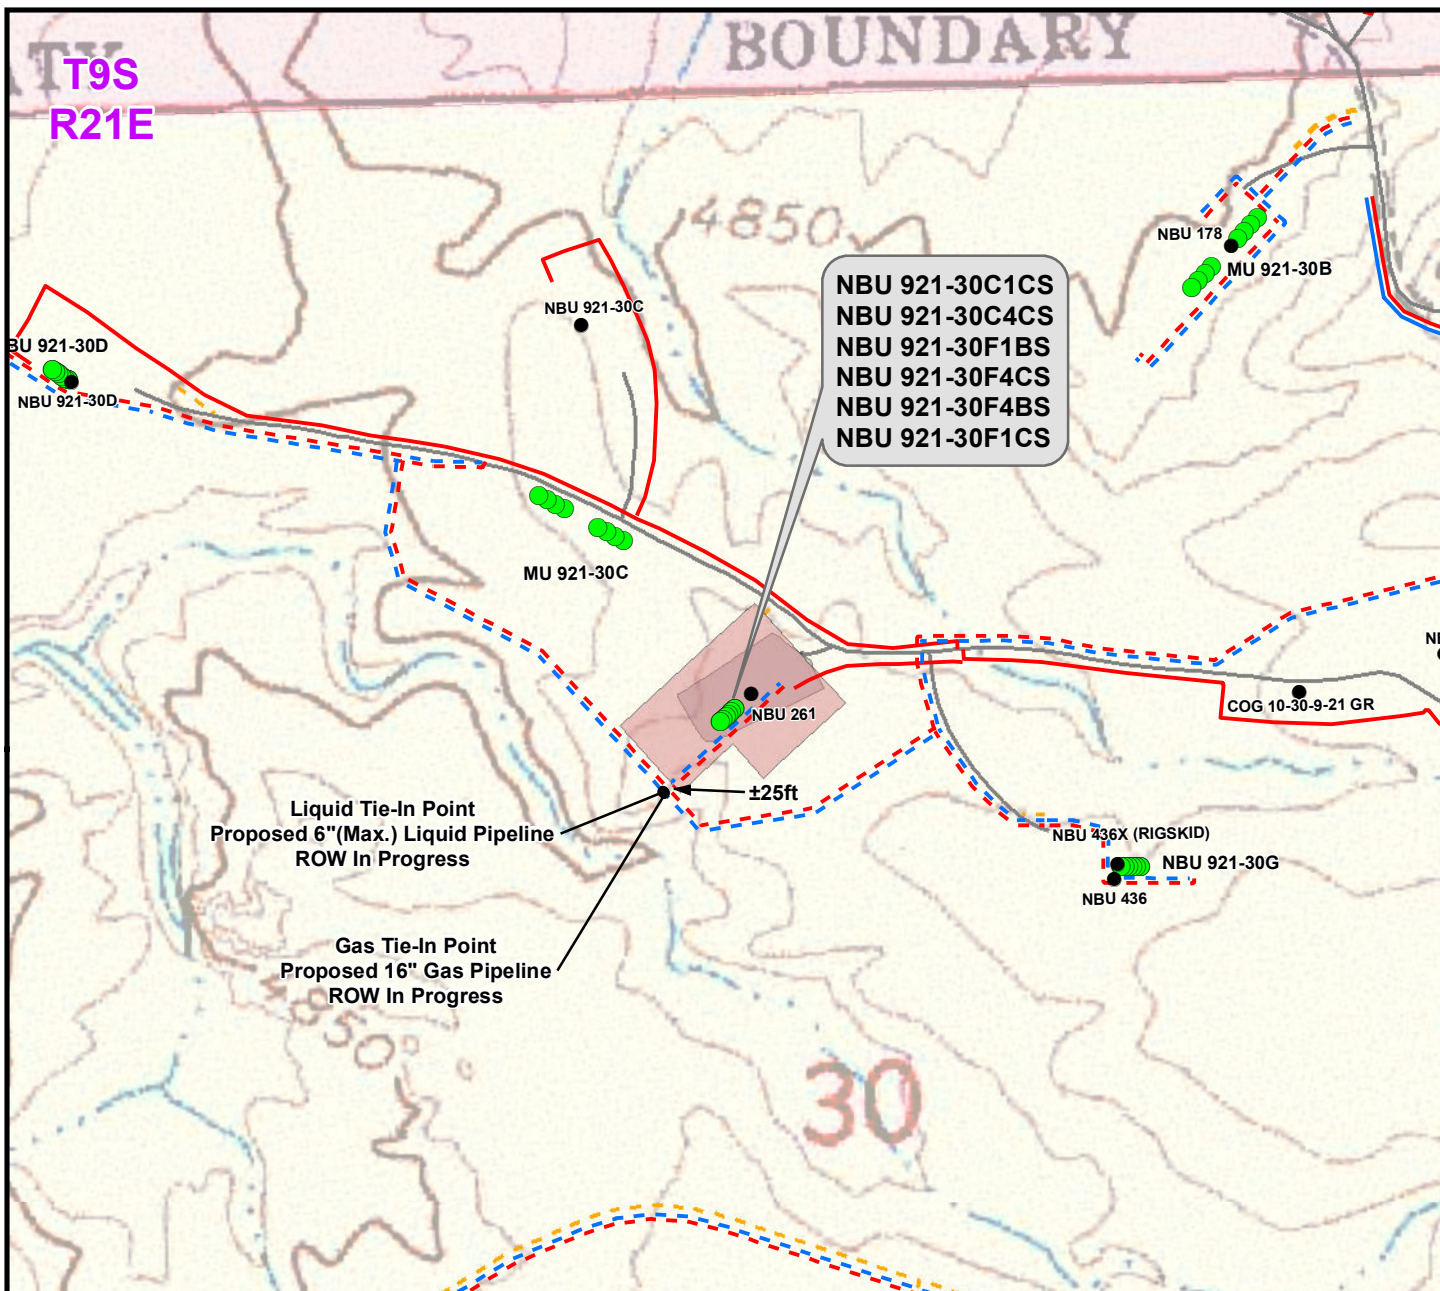 BOUNDARY
T9S
R21E
4850
NBU 178
MU 921-30B
NBU 921-30C1CS
NBU 921-30C4CS
NBU 921-30F1BS
NBU 921-30F4CS
NBU 921-30F4BS
NBU 921-30F1CS
NBU 921-30C
BU 921-30D
NBU 921-30D
MU 921-30C
NBU 261
COG 10-30-9-21 GR
±25ft
Liquid Tie-In Point
Proposed 6"(Max.) Liquid Pipeline
ROW In Progress
NBU 436X (RIGSKID)
NBU 921-30G
NBU 436
Gas Tie-In Point
Proposed 16" Gas Pipeline
ROW In Progress
30